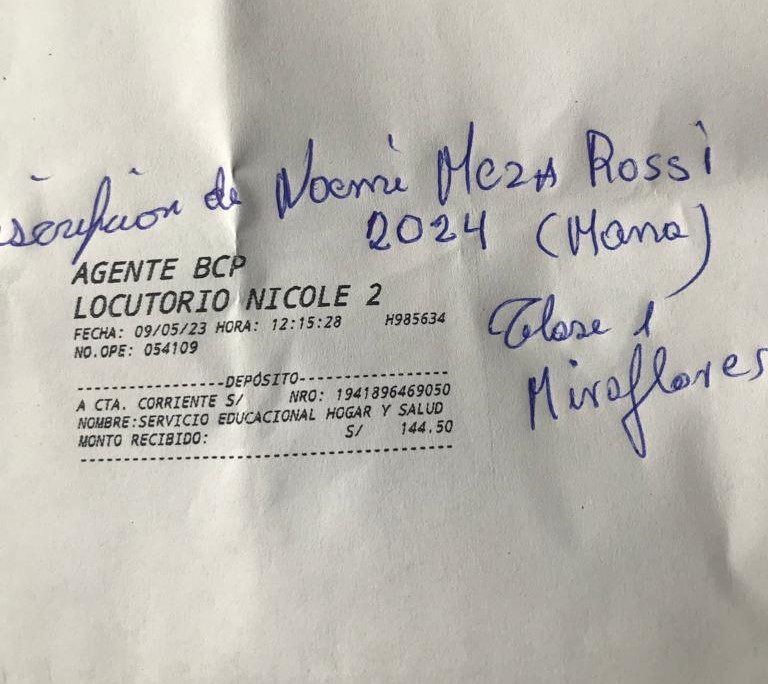 de Noemi Meza Rossi
2024 (Mana)
AGENTE BCP
LOCUTORIO NICOLE 2
FECHA: 09/05/23 HORA: 12:15:28 H985634
NO.OPE: 054109
Clase 1
Miraflores
----------------DEPÓSITO----------------
A CTA. CORRIENTE S/ NRO: 1941896469050
NOMBRE:SERVICIO EDUCACIONAL HOGAR Y SALUD
MONTO RECIBIDO: S/ 144.50